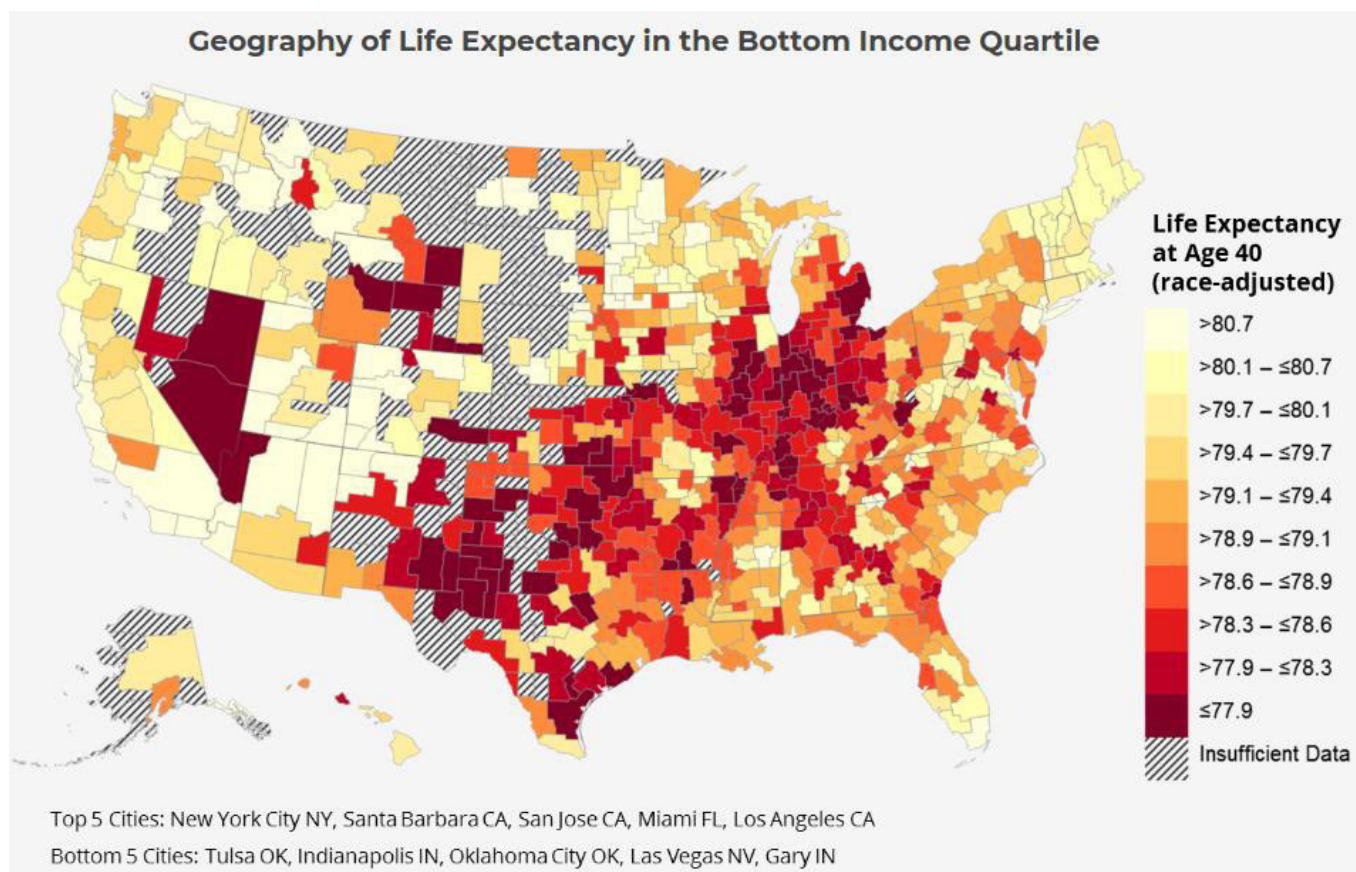 Geography of Life Expectancy in the Bottom Income Quartile
Life Expectancy
at Age 40
(race-adjusted)
>80.7
>80.1 – ≤80.7
>79.7 – ≤80.1
>79.4 – ≤79.7
>79.1 – ≤79.4
>78.9 – ≤79.1
>78.6 – ≤78.9
>78.3 – ≤78.6
>77.9 – ≤78.3
≤77.9
Insufficient Data
Top 5 Cities: New York City NY, Santa Barbara CA, San Jose CA, Miami FL, Los Angeles CA
Bottom 5 Cities: Tulsa OK, Indianapolis IN, Oklahoma City OK, Las Vegas NV, Gary IN